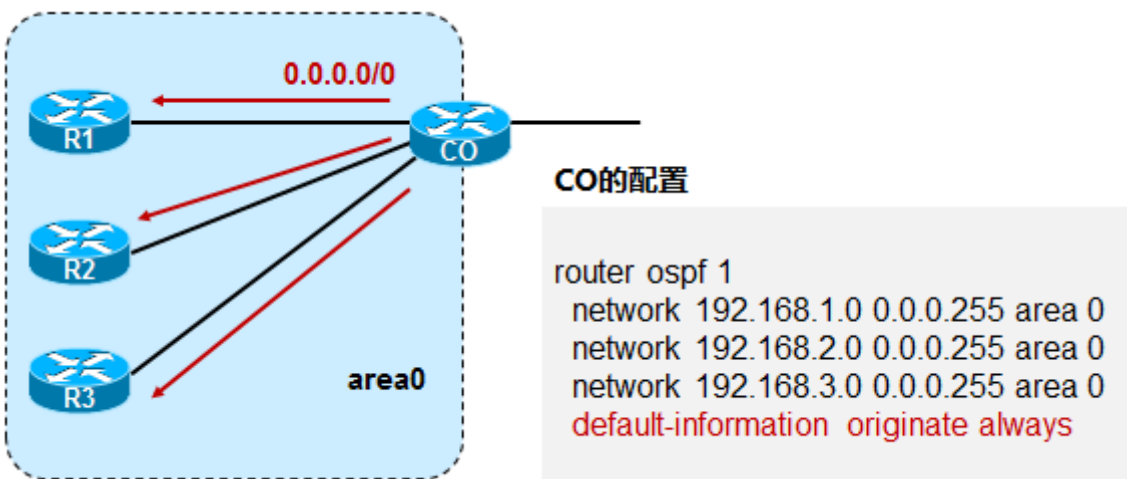 0.0.0.0/0
R1
CO
R2
R3
area0
CO的配置
router ospf 1
network 192.168.1.0 0.0.0.255 area 0
network 192.168.2.0 0.0.0.255 area 0
network 192.168.3.0 0.0.0.255 area 0
default-information originate always